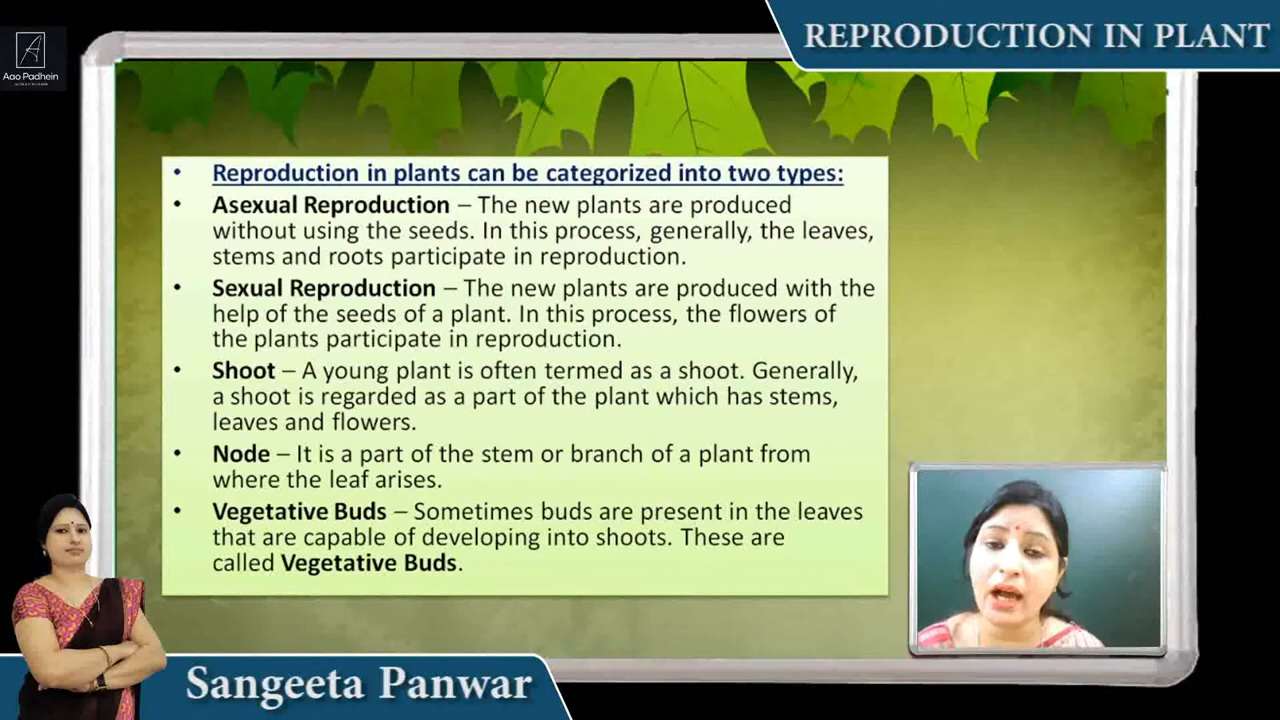 Aao Padhein
REPRODUCTION IN PLANT
• Reproduction in plants can be categorized into two types:
• Asexual Reproduction – The new plants are produced
without using the seeds. In this process, generally, the leaves,
stems and roots participate in reproduction.
• Sexual Reproduction – The new plants are produced with the
help of the seeds of a plant. In this process, the flowers of
the plants participate in reproduction.
• Shoot – A young plant is often termed as a shoot. Generally,
a shoot is regarded as a part of the plant which has stems,
leaves and flowers.
• Node – It is a part of the stem or branch of a plant from
where the leaf arises.
• Vegetative Buds – Sometimes buds are present in the leaves
that are capable of developing into shoots. These are
called Vegetative Buds.
Sangeeta Panwar